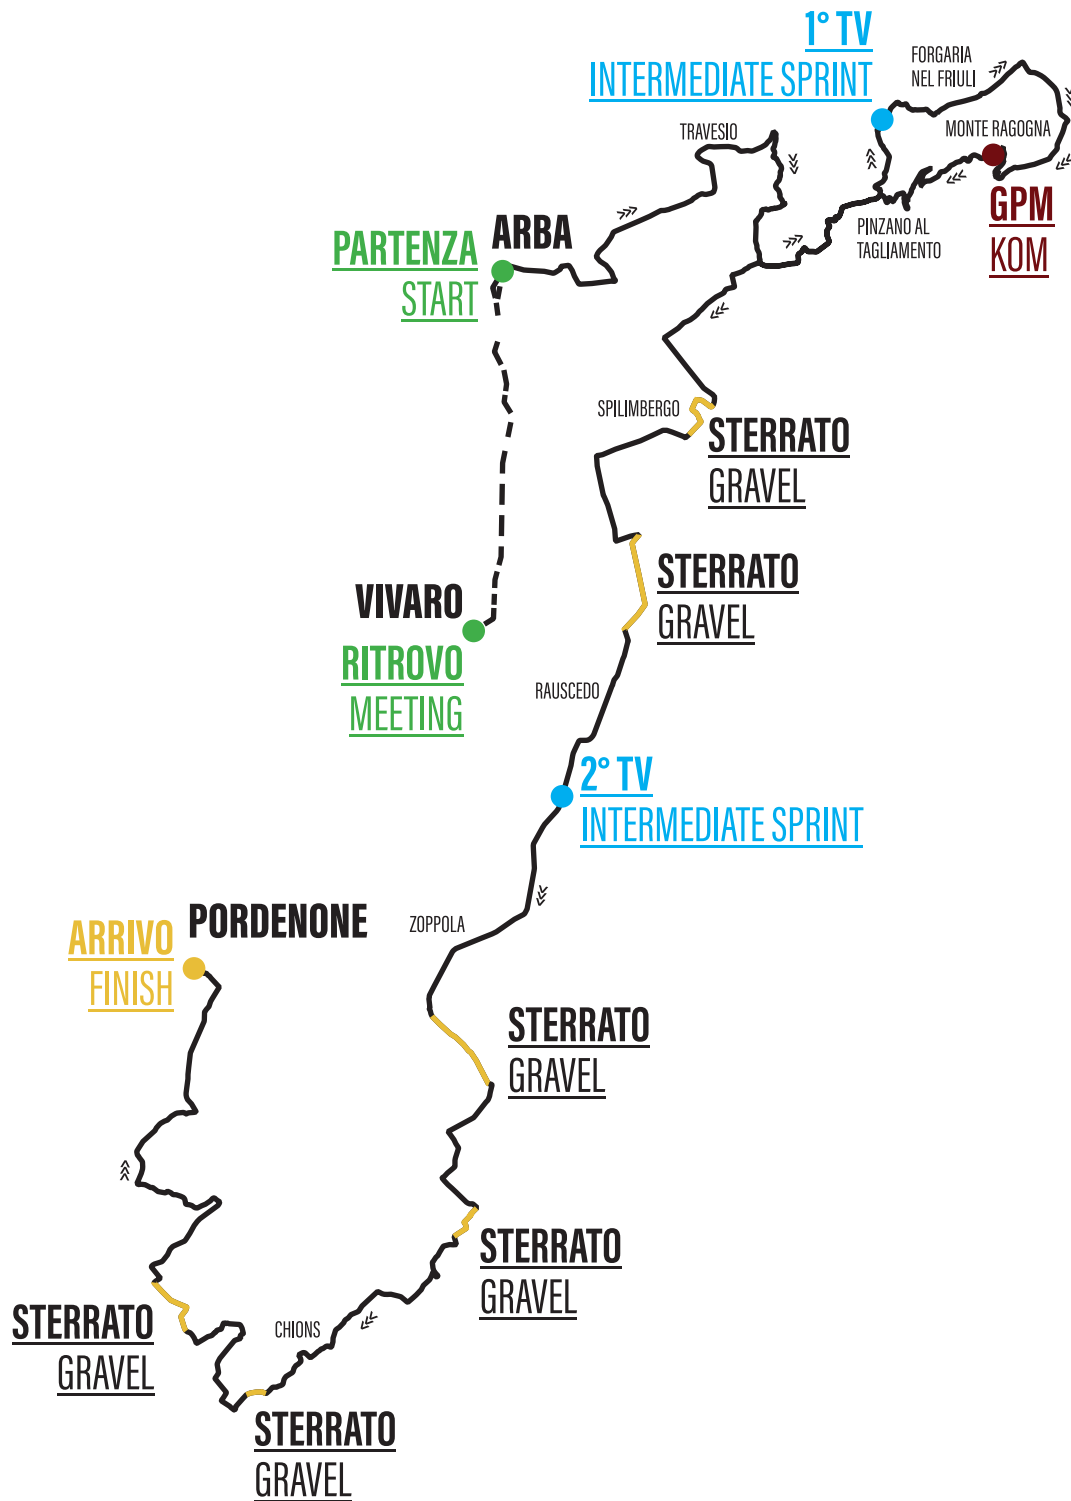 1° TV
INTERMEDIATE SPRINT
FORGARIA
NEL FRIULI
TRAVESIO
MONTE RAGOGNA
GPM
KOM
PINZANO AL
TAGLIAMENTO
ARBA
PARTENZA
START
SPILIMBERGO
STERRATO
GRAVEL
STERRATO
GRAVEL
VIVARO
RITROVO
MEETING
RAUSCEDO
2° TV
INTERMEDIATE SPRINT
ZOPPOLA
PORDENONE
ARRIVO
FINISH
STERRATO
GRAVEL
STERRATO
GRAVEL
STERRATO
GRAVEL
CHIONS
STERRATO
GRAVEL